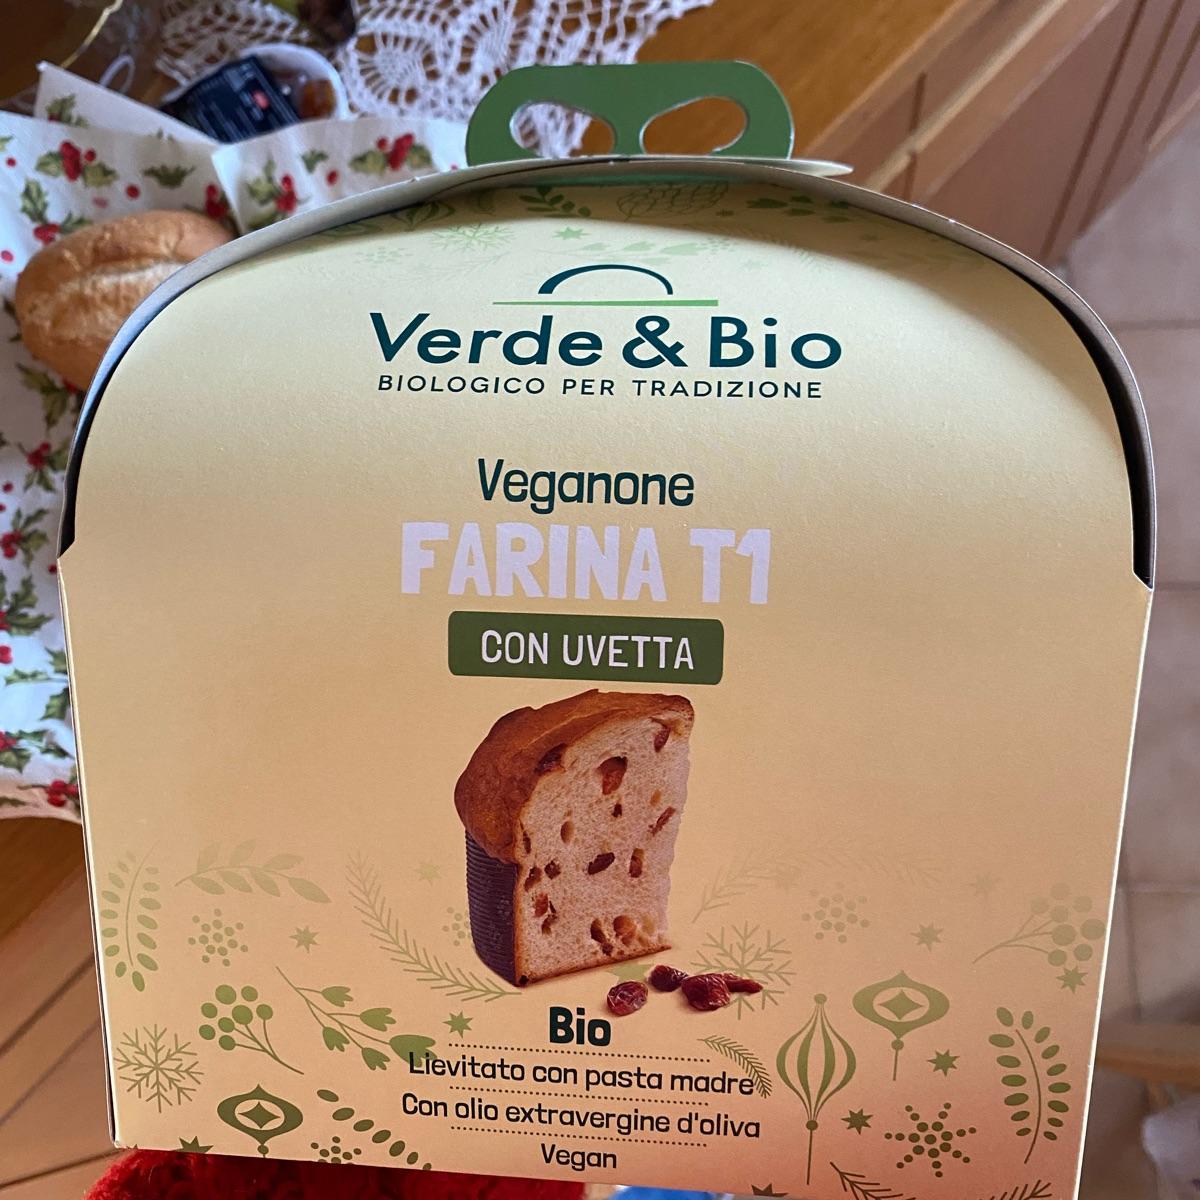 Verde & Bio
BIOLOGICO PER TRADIZIONE
Veganone
FARINA T1
CON UVETTA
Bio
Lievitato con pasta madre
Con olio extravergine d'oliva
Vegan